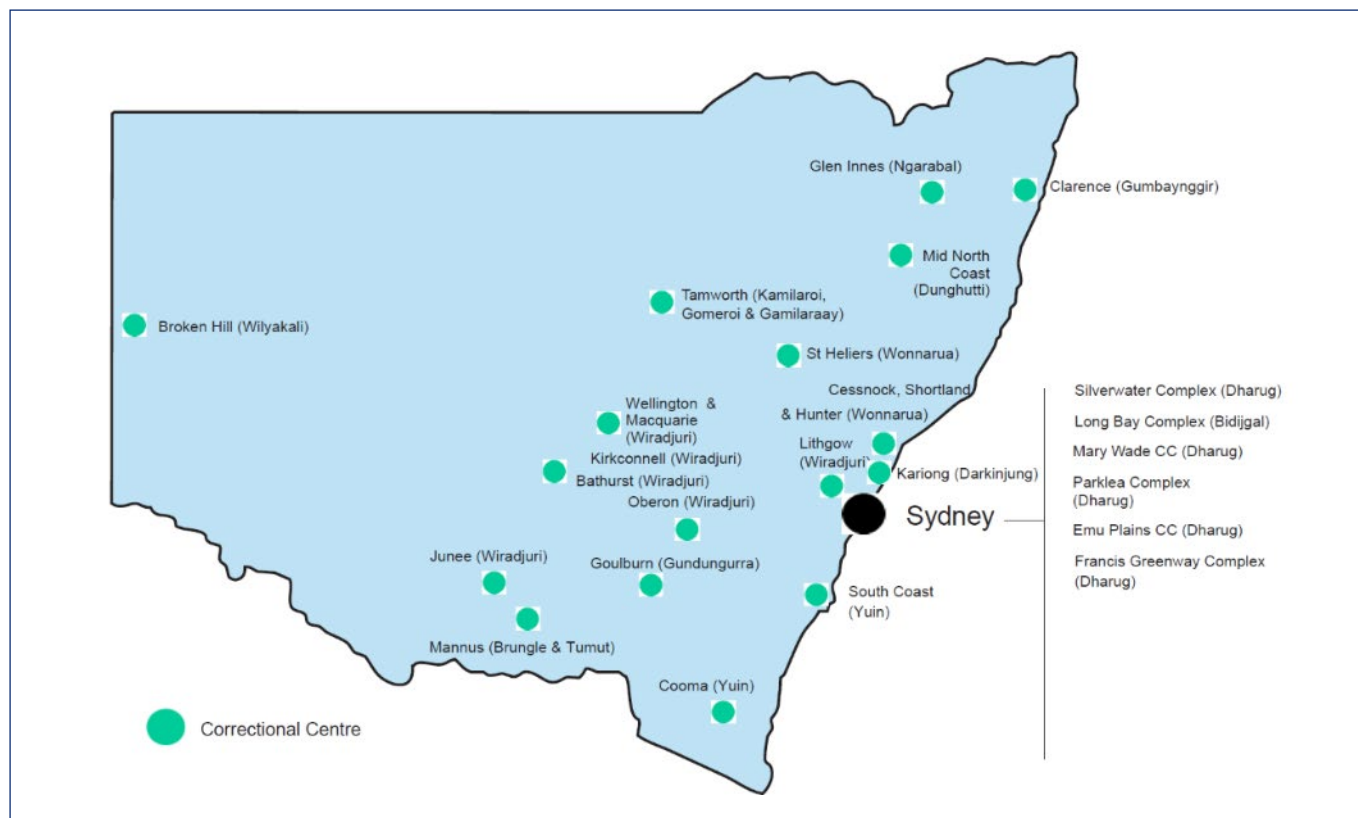 Glen Innes (Ngarabal)
Clarence (Gumbaynggir)
Mid North
Coast
(Dunghutti)
Tamworth (Kamilaroi,
Gomeroi & Gamilaraay)
Broken Hill (Wilyakali)
St Heliers (Wonnarua)
Cessnock, Shortland
& Hunter (Wonnarua)
Wellington &
Macquarie
(Wiradjuri)
Lithgow
(Wiradjuri)
Kirkconnell (Wiradjuri)
Bathurst (Wiradjuri)
Kariong (Darkinjung)
Oberon (Wiradjuri)
Sydney
Silverwater Complex (Dharug)
Long Bay Complex (Bidijgal)
Mary Wade CC (Dharug)
Parklea Complex
(Dharug)
Emu Plains CC (Dharug)
Francis Greenway Complex
(Dharug)
Junee (Wiradjuri)
Goulburn (Gundungurra)
South Coast
(Yuin)
Mannus (Brungle & Tumut)
Cooma (Yuin)
Correctional Centre